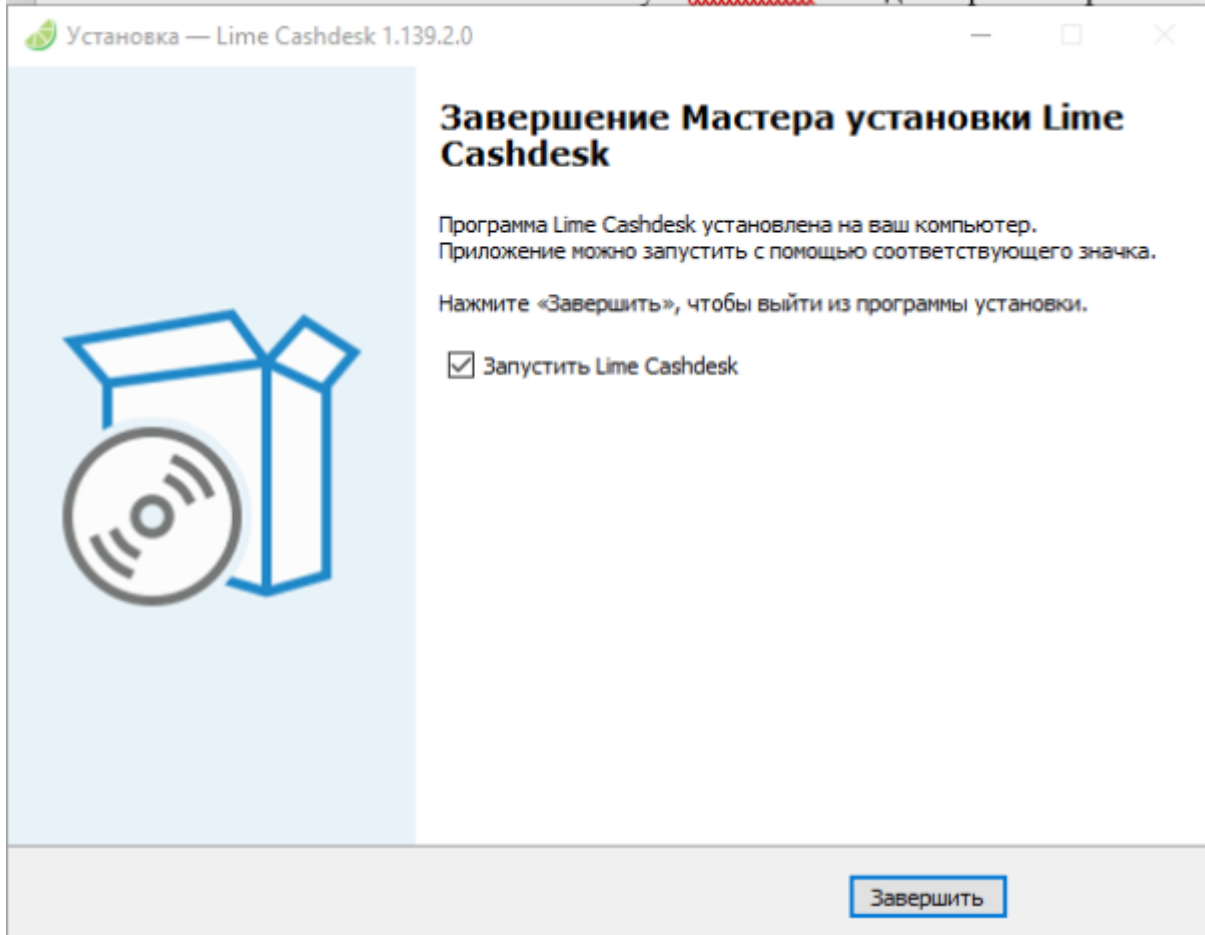 Установка — Lime Cashdesk 1.139.2.0
Завершение Мастера установки Lime
Cashdesk
Программа Lime Cashdesk установлена на ваш компьютер.
Приложение можно запустить с помощью соответствующего значка.
Нажмите «Завершить», чтобы выйти из программы установки.
Запустить Lime Cashdesk
Завершить